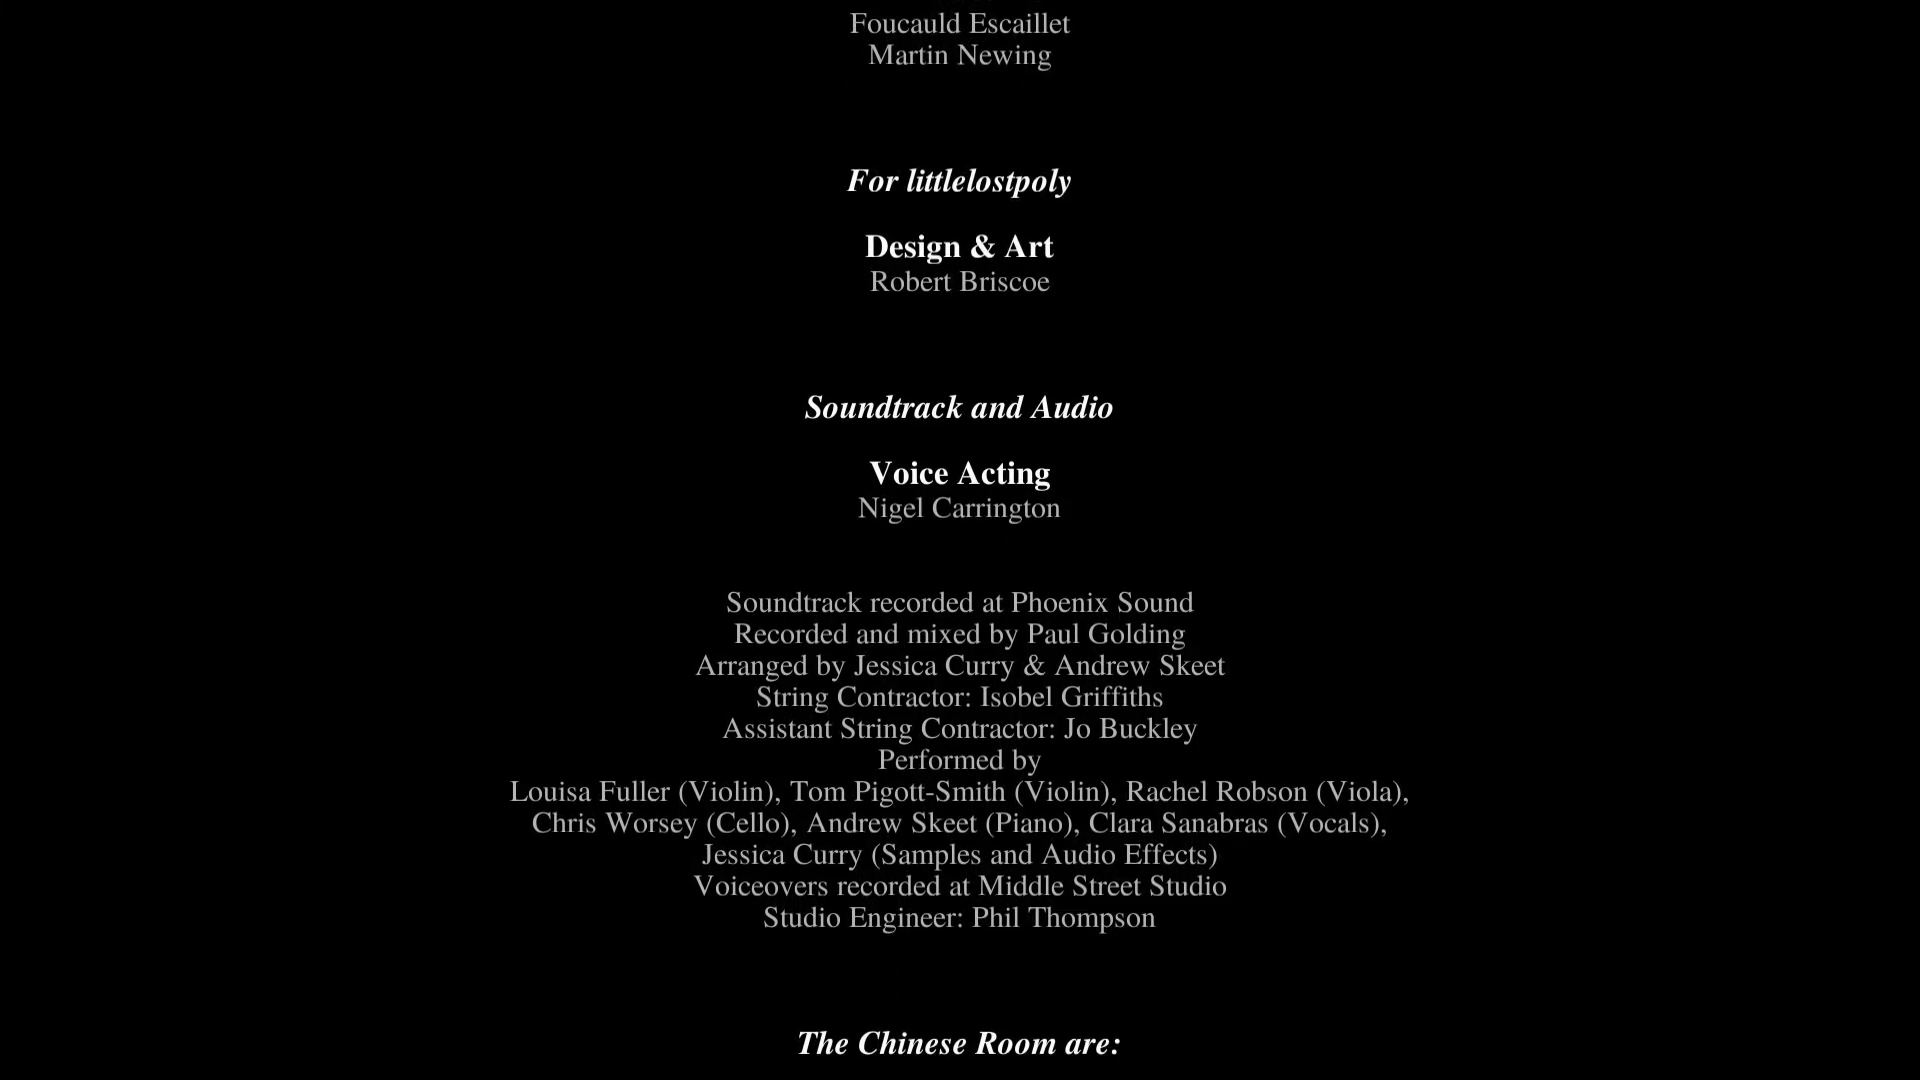 Foucauld Escaillet
Martin Newing
For littlelostpoly
Design & Art
Robert Briscoe
Soundtrack and Audio
Voice Acting
Nigel Carrington
Soundtrack recorded at Phoenix Sound
Recorded and mixed by Paul Golding
Arranged by Jessica Curry & Andrew Skeet
String Contractor: Isobel Griffiths
Assistant String Contractor: Jo Buckley
Performed by
Louisa Fuller (Violin), Tom Pigott-Smith (Violin), Rachel Robson (Viola),
Chris Worsey (Cello), Andrew Skeet (Piano), Clara Sanabras (Vocals),
Jessica Curry (Samples and Audio Effects)
Voiceovers recorded at Middle Street Studio
Studio Engineer: Phil Thompson
The Chinese Room are: